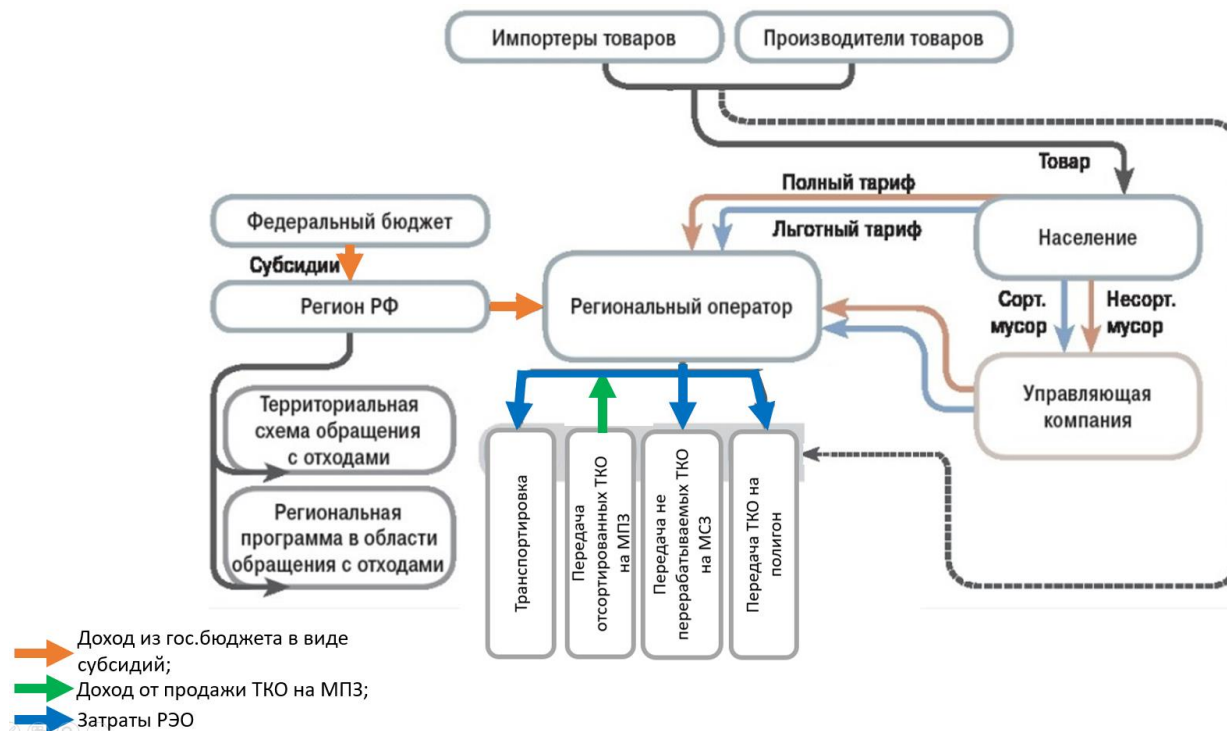 Импортеры товаров
Производители товаров
Товар
Полный тариф
Льготный тариф
Федеральный бюджет
Субсидии
Регион РФ
Региональный оператор
Население
Сорт.
мусор
Несорт.
мусор
Управляющая
компания
Территориальная
схема обращения
с отходами
Региональная
программа в области
обращения с отходами
Транспортировка
Передача
отсортированных ТКО
на МПЗ
Передача не
перерабатываемых ТКО
на МСЗ
Передача ТКО на
полигон
Доход из гос.бюджета в виде
субсидий;
Доход от продажи ТКО на МПЗ;
Затраты РЭО